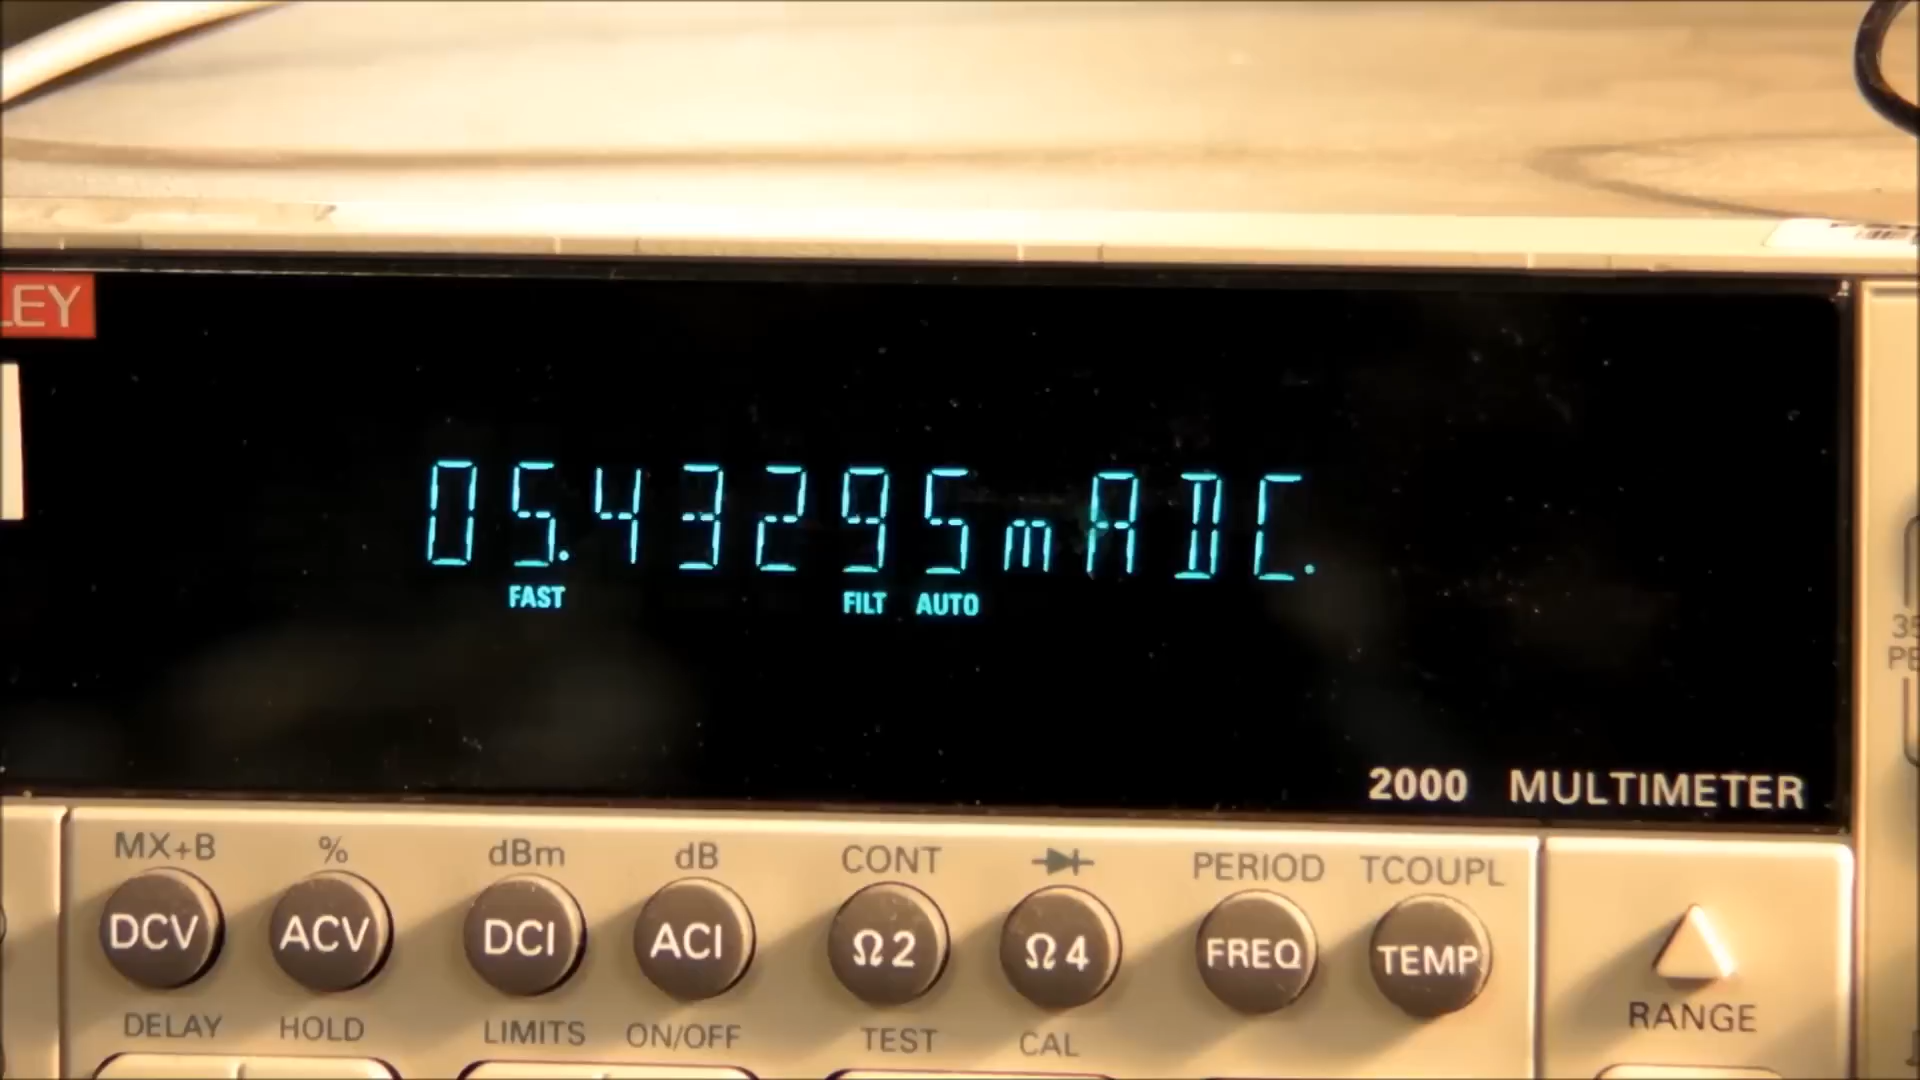 LEY
05.43295mADC.
FAST FILT AUTO
2000 MULTIMETER
MX+B % dBm dB CONT PERIOD TCOUPL
DCV ACV DCI ACI Ω2 Ω4 FREQ TEMP
DELAY HOLD LIMITS ON/OFF TEST CAL RANGE
35